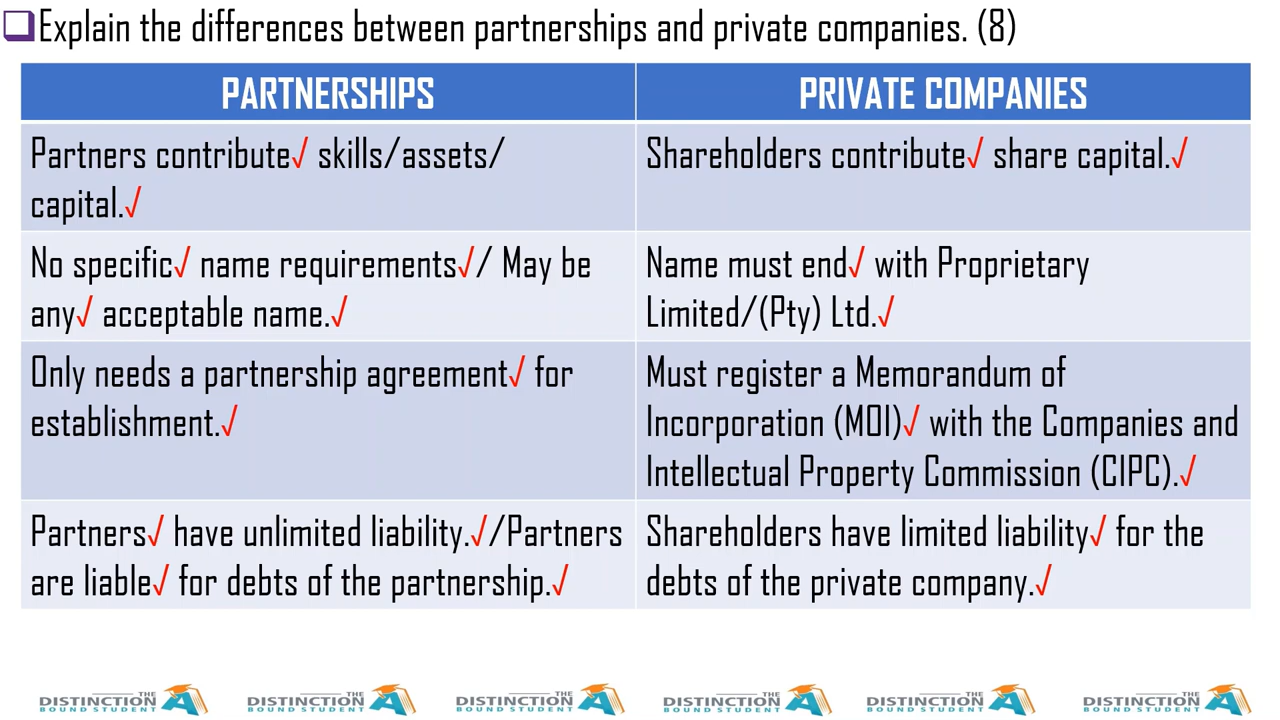 Explain the differences between partnerships and private companies. (8)
PARTNERSHIPS
PRIVATE COMPANIES
Partners contribute√ skills/assets/
capital.√
Shareholders contribute√ share capital.√
No specific√ name requirements√/ May be
any√ acceptable name.√
Name must end√ with Proprietary
Limited/(Pty) Ltd.√
Only needs a partnership agreement√ for
establishment.√
Must register a Memorandum of
Incorporation (MOI)√ with the Companies and
Intellectual Property Commission (CIPC).√
Partners√ have unlimited liability.√/Partners
are liable√ for debts of the partnership.√
Shareholders have limited liability√ for the
debts of the private company.√
THE
DISTINCTION
BOUND STUDENT
A
THE
DISTINCTION
BOUND STUDENT
A
THE
DISTINCTION
BOUND STUDENT
A
THE
DISTINCTION
BOUND STUDENT
A
THE
DISTINCTION
BOUND STUDENT
A
THE
DISTINCTION
BOUND STUDENT
A